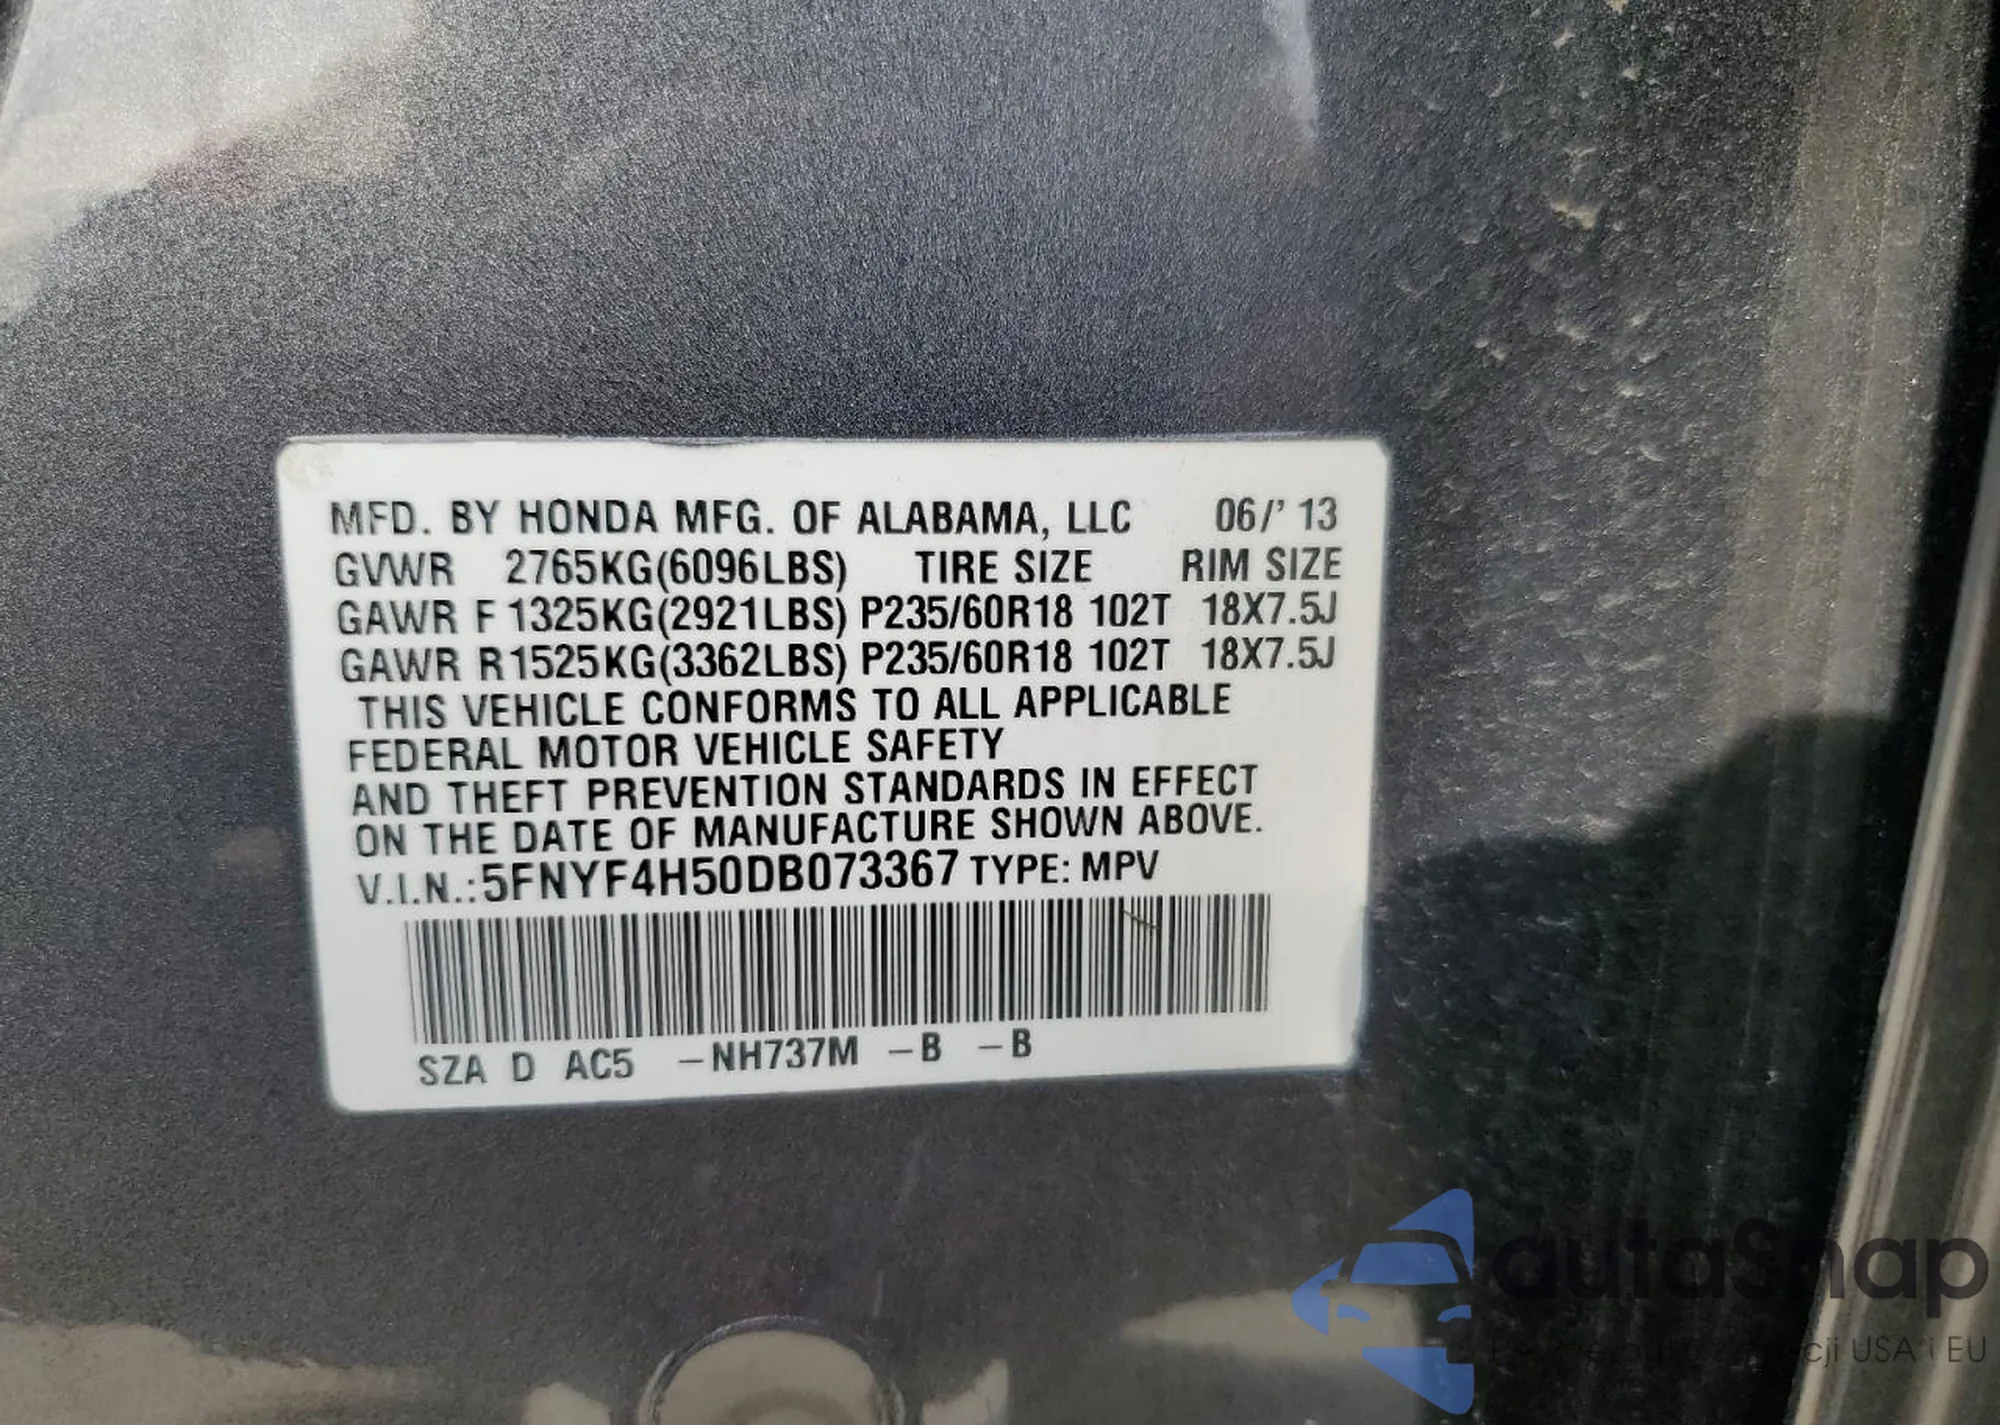 MFD. BY HONDA MFG. OF ALABAMA, LLC 06/' 13
GVWR 2765KG(6096LBS) TIRE SIZE RIM SIZE
GAWR F 1325KG(2921LBS) P235/60R18 102T 18X7.5J
GAWR R1525KG(3362LBS) P235/60R18 102T 18X7.5J
THIS VEHICLE CONFORMS TO ALL APPLICABLE
FEDERAL MOTOR VEHICLE SAFETY
AND THEFT PREVENTION STANDARDS IN EFFECT
ON THE DATE OF MANUFACTURE SHOWN ABOVE.
V.I.N.:5FNYF4H50DB073367 TYPE: MPV
SZA D AC5 –NH737M –B –B
autaSnap
USA i EU